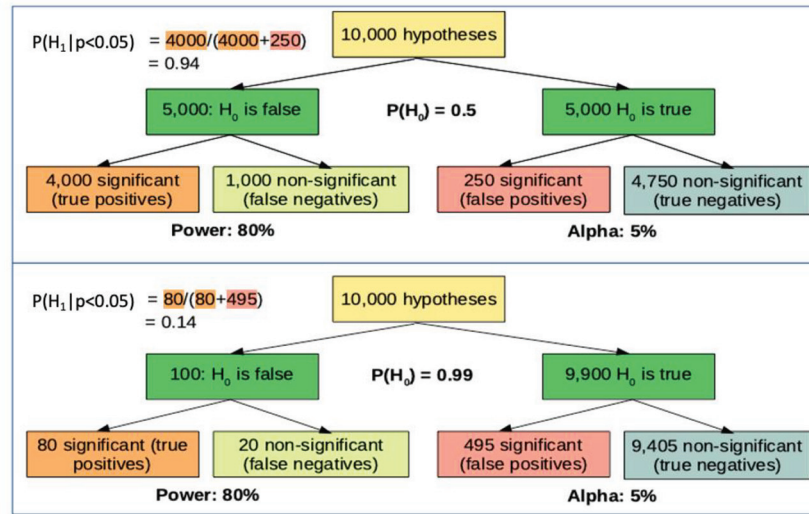 P(H₁|p<0.05) = 4000/(4000+250)
= 0.94
10,000 hypotheses
5,000: H₀ is false
P(H₀) = 0.5
5,000 H₀ is true
4,000 significant
(true positives)
1,000 non-significant
(false negatives)
250 significant
(false positives)
4,750 non-significant
(true negatives)
Power: 80%
Alpha: 5%
P(H₁|p<0.05) = 80/(80+495)
= 0.14
10,000 hypotheses
100: H₀ is false
P(H₀) = 0.99
9,900 H₀ is true
80 significant (true
positives)
20 non-significant
(false negatives)
495 significant
(false positives)
9,405 non-significant
(true negatives)
Power: 80%
Alpha: 5%